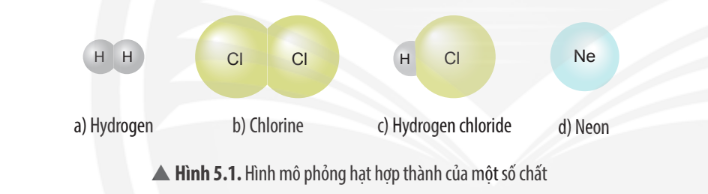 H H Cl Cl H Cl Ne
a) Hydrogen b) Chlorine c) Hydrogen chloride d) Neon
▲ Hình 5.1. Hình mô phỏng hạt hợp thành của một số chất